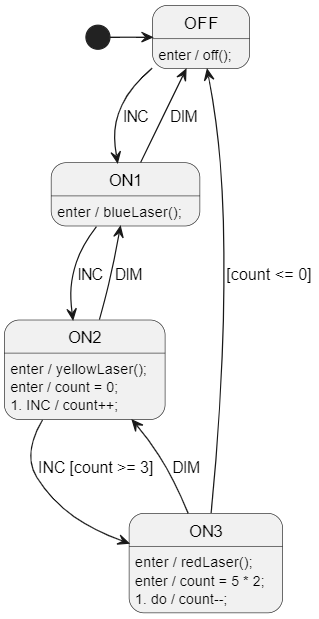 OFF
enter / off();
INC
DIM
ON1
enter / blueLaser();
INC
DIM
[count <= 0]
ON2
enter / yellowLaser();
enter / count = 0;
1. INC / count++;
INC [count >= 3]
DIM
ON3
enter / redLaser();
enter / count = 5 * 2;
1. do / count--;